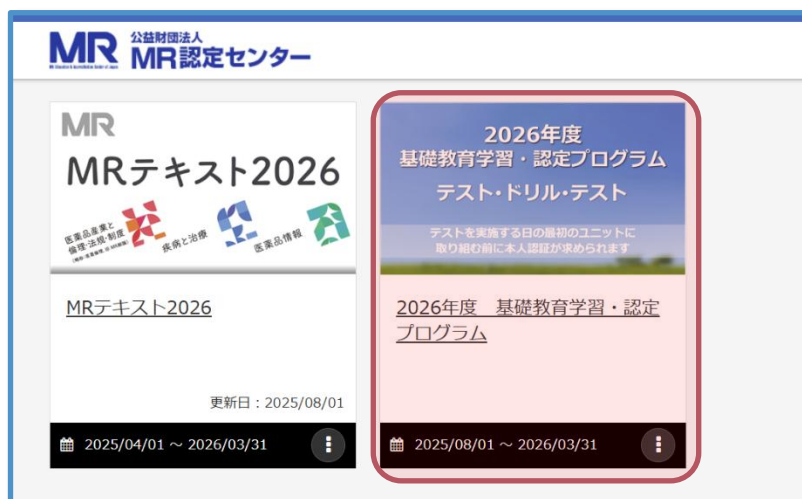 MR 公益財団法人
MR認定センター
MR
MRテキスト2026
医薬品産業と
倫理・法規・制度
疾病と治療
医薬品情報
MRテキスト2026
更新日：2025/08/01
2025/04/01 ～ 2026/03/31
2026年度
基礎教育学習・認定プログラム
テスト・ドリル・テスト
テストを実施する日の最初のユニットに
取り組む前に本人認証が求められます
2026年度　基礎教育学習・認定
プログラム
2025/08/01 ～ 2026/03/31